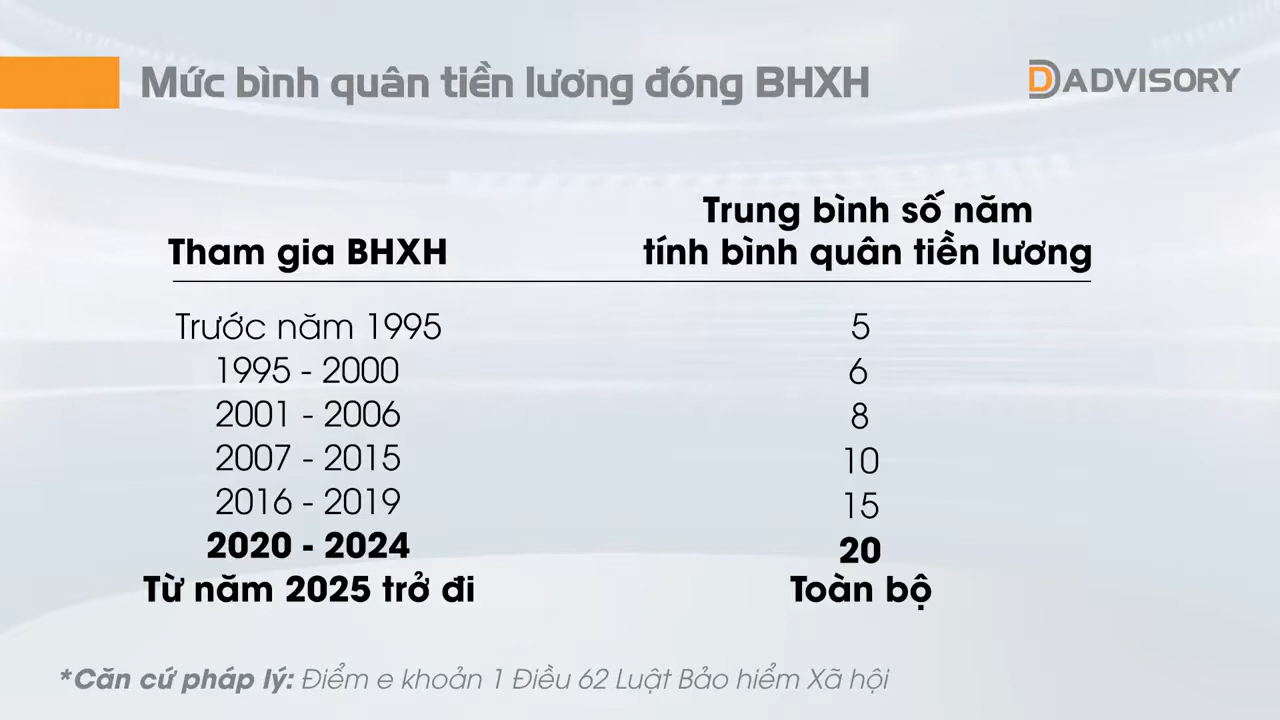 Mức bình quân tiền lương đóng BHXH
DADVISORY
Tham gia BHXH
Trung bình số năm
tính bình quân tiền lương
Trước năm 1995 5
1995 - 2000 6
2001 - 2006 8
2007 - 2015 10
2016 - 2019 15
2020 - 2024 20
Từ năm 2025 trở đi Toàn bộ
*Căn cứ pháp lý: Điểm e khoản 1 Điều 62 Luật Bảo hiểm Xã hội